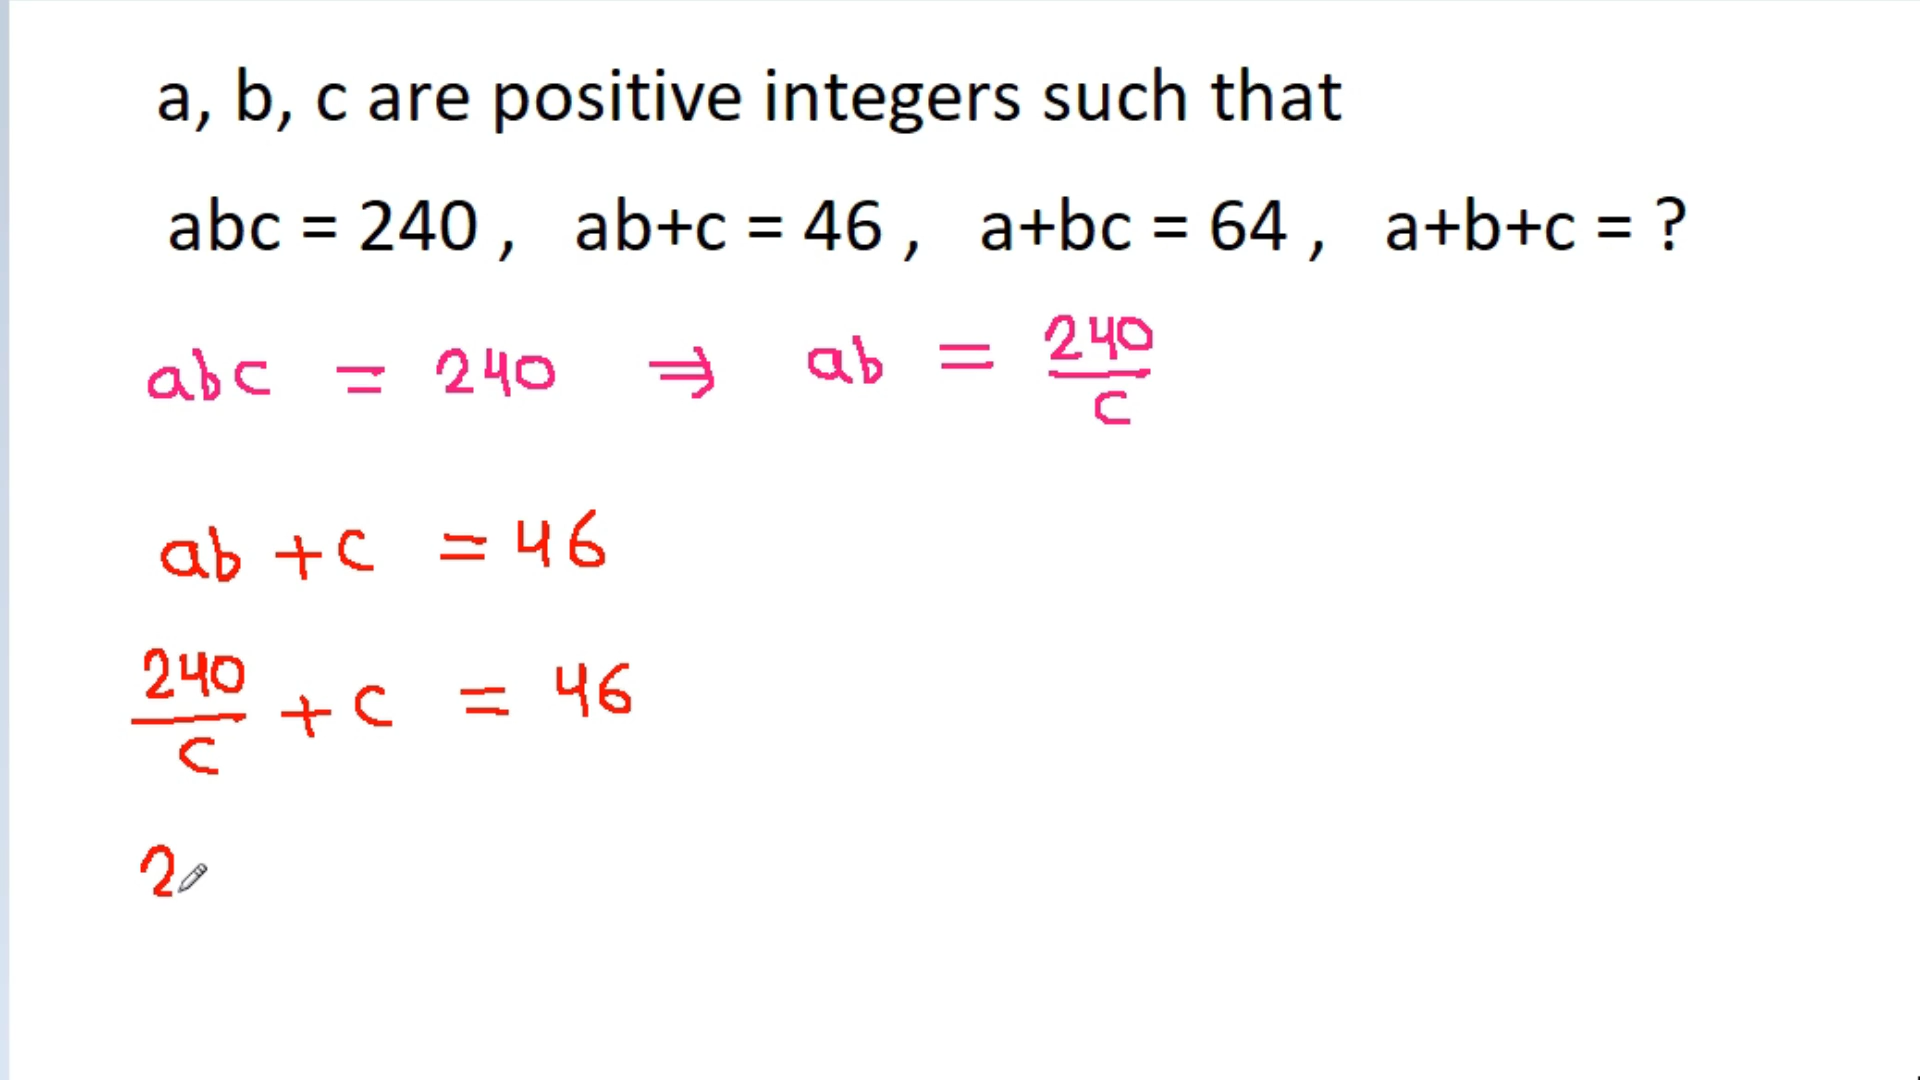 a, b, c are positive integers such that
abc = 240 , ab+c = 46 , a+bc = 64 , a+b+c = ?
abc = 240 ⇒ ab = 240/c
ab + c = 46
240/c + c = 46
2